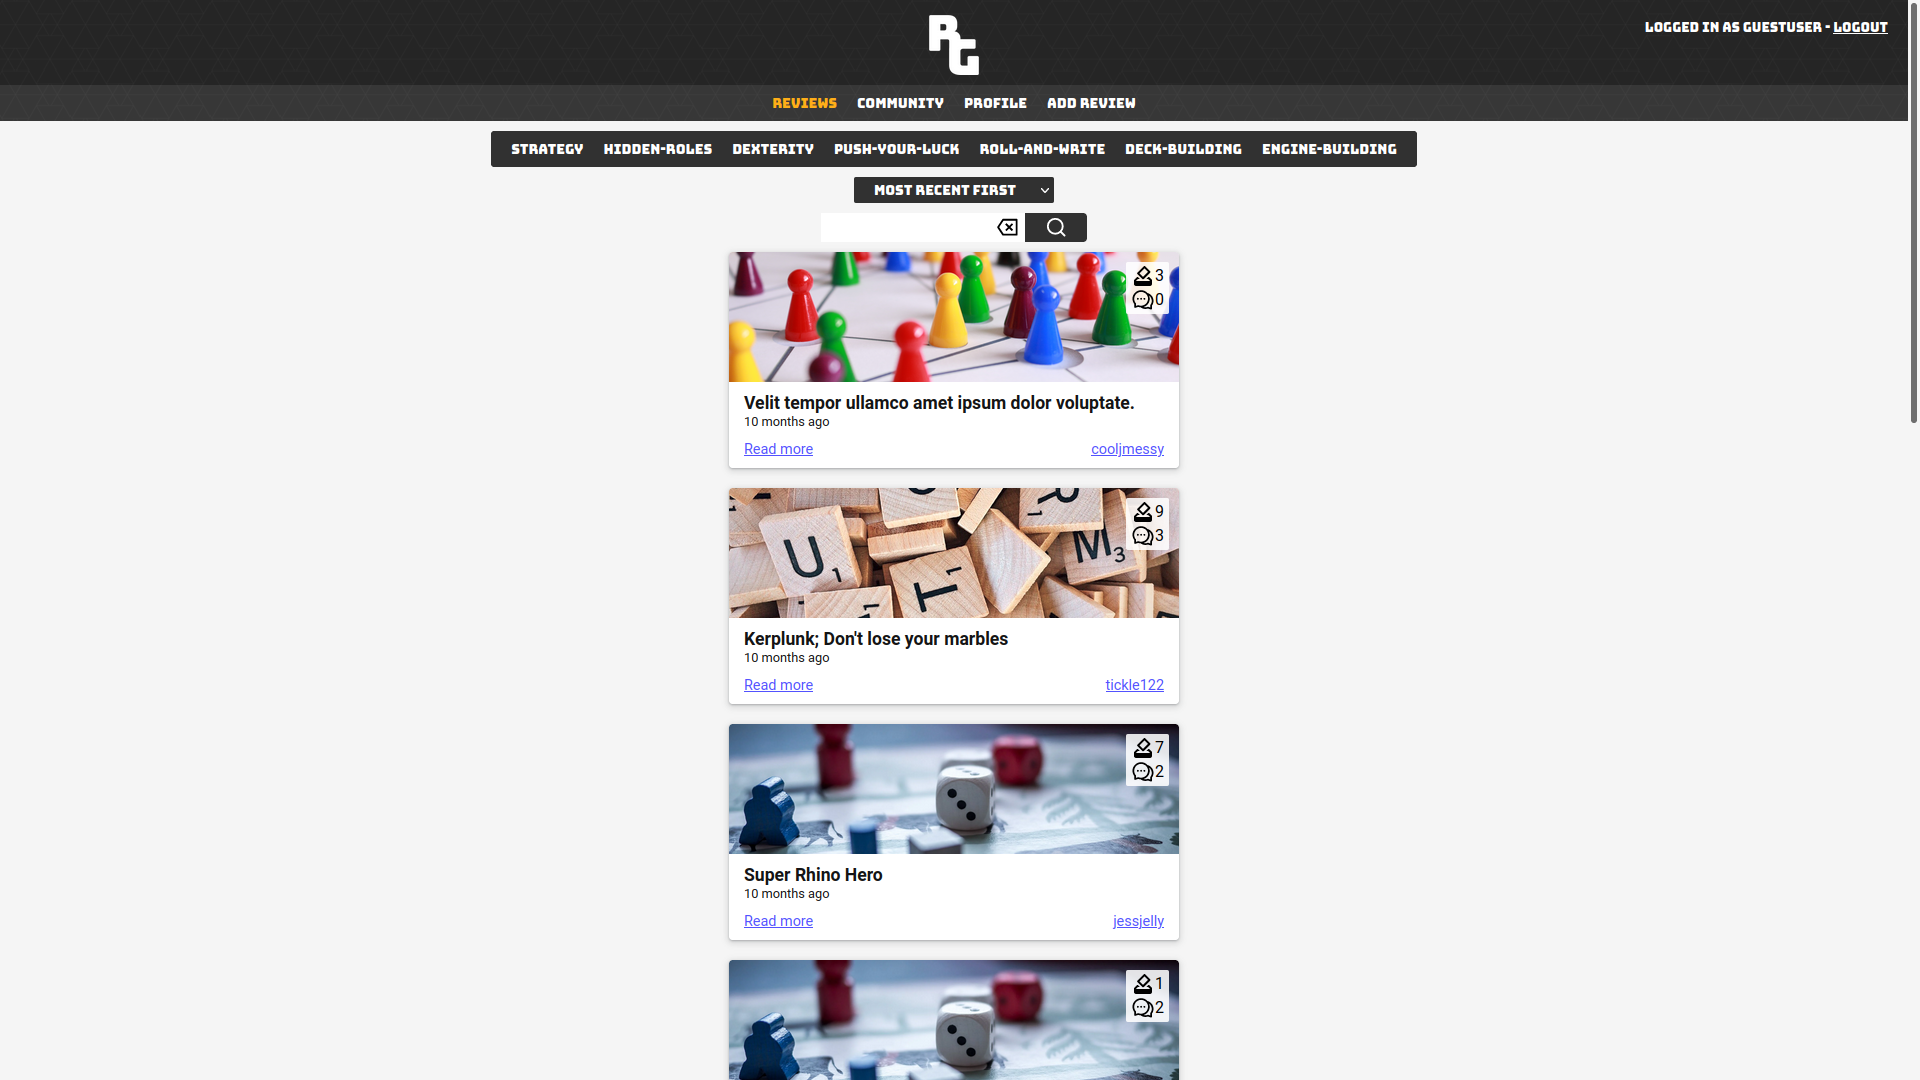 RG
LOGGED IN AS GUESTUSER - LOGOUT
REVIEWS COMMUNITY PROFILE ADD REVIEW
STRATEGY HIDDEN-ROLES DEXTERITY PUSH-YOUR-LUCK ROLL-AND-WRITE DECK-BUILDING ENGINE-BUILDING
MOST RECENT FIRST
3
0
Velit tempor ullamco amet ipsum dolor voluptate.
10 months ago
Read more cooljmessy
9
3
U1
T1
M3
Kerplunk; Don't lose your marbles
10 months ago
Read more tickle122
7
2
Super Rhino Hero
10 months ago
Read more jessjelly
1
2